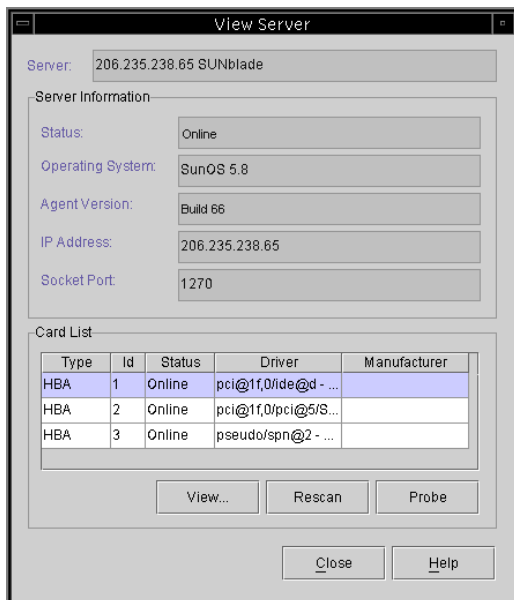 View Server
Server: 206.235.238.65 SUNblade
Server Information
Status: Online
Operating System: SunOS 5.8
Agent Version: Build 66
IP Address: 206.235.238.65
Socket Port: 1270
Card List
Type Id Status Driver Manufacturer
HBA 1 Online pci@1f,0/ide@d - ...
HBA 2 Online pci@1f,0/pci@5/S...
HBA 3 Online pseudo/spn@2 - ...
View... Rescan Probe
Close Help